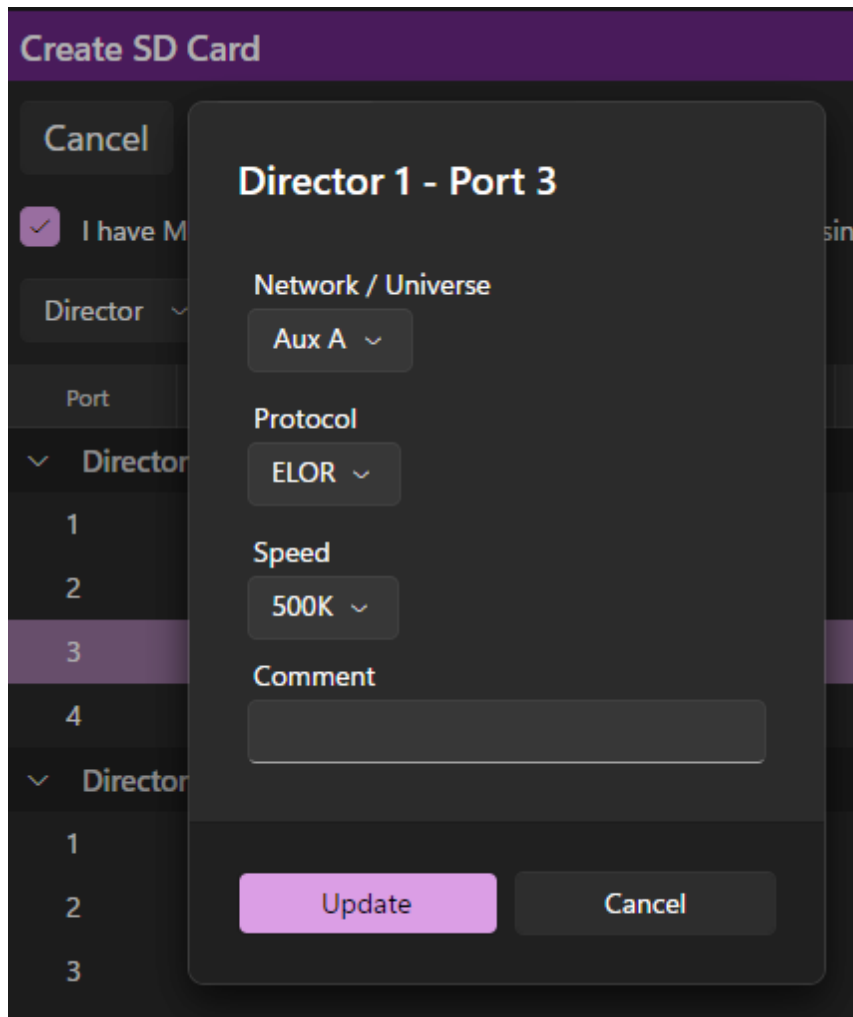 Create SD Card
Cancel
I have M
sin
Director
Port
Director
1
2
3
4
Director
1
2
3
Director 1 - Port 3
Network / Universe
Aux A
Protocol
ELOR
Speed
500K
Comment
Update
Cancel